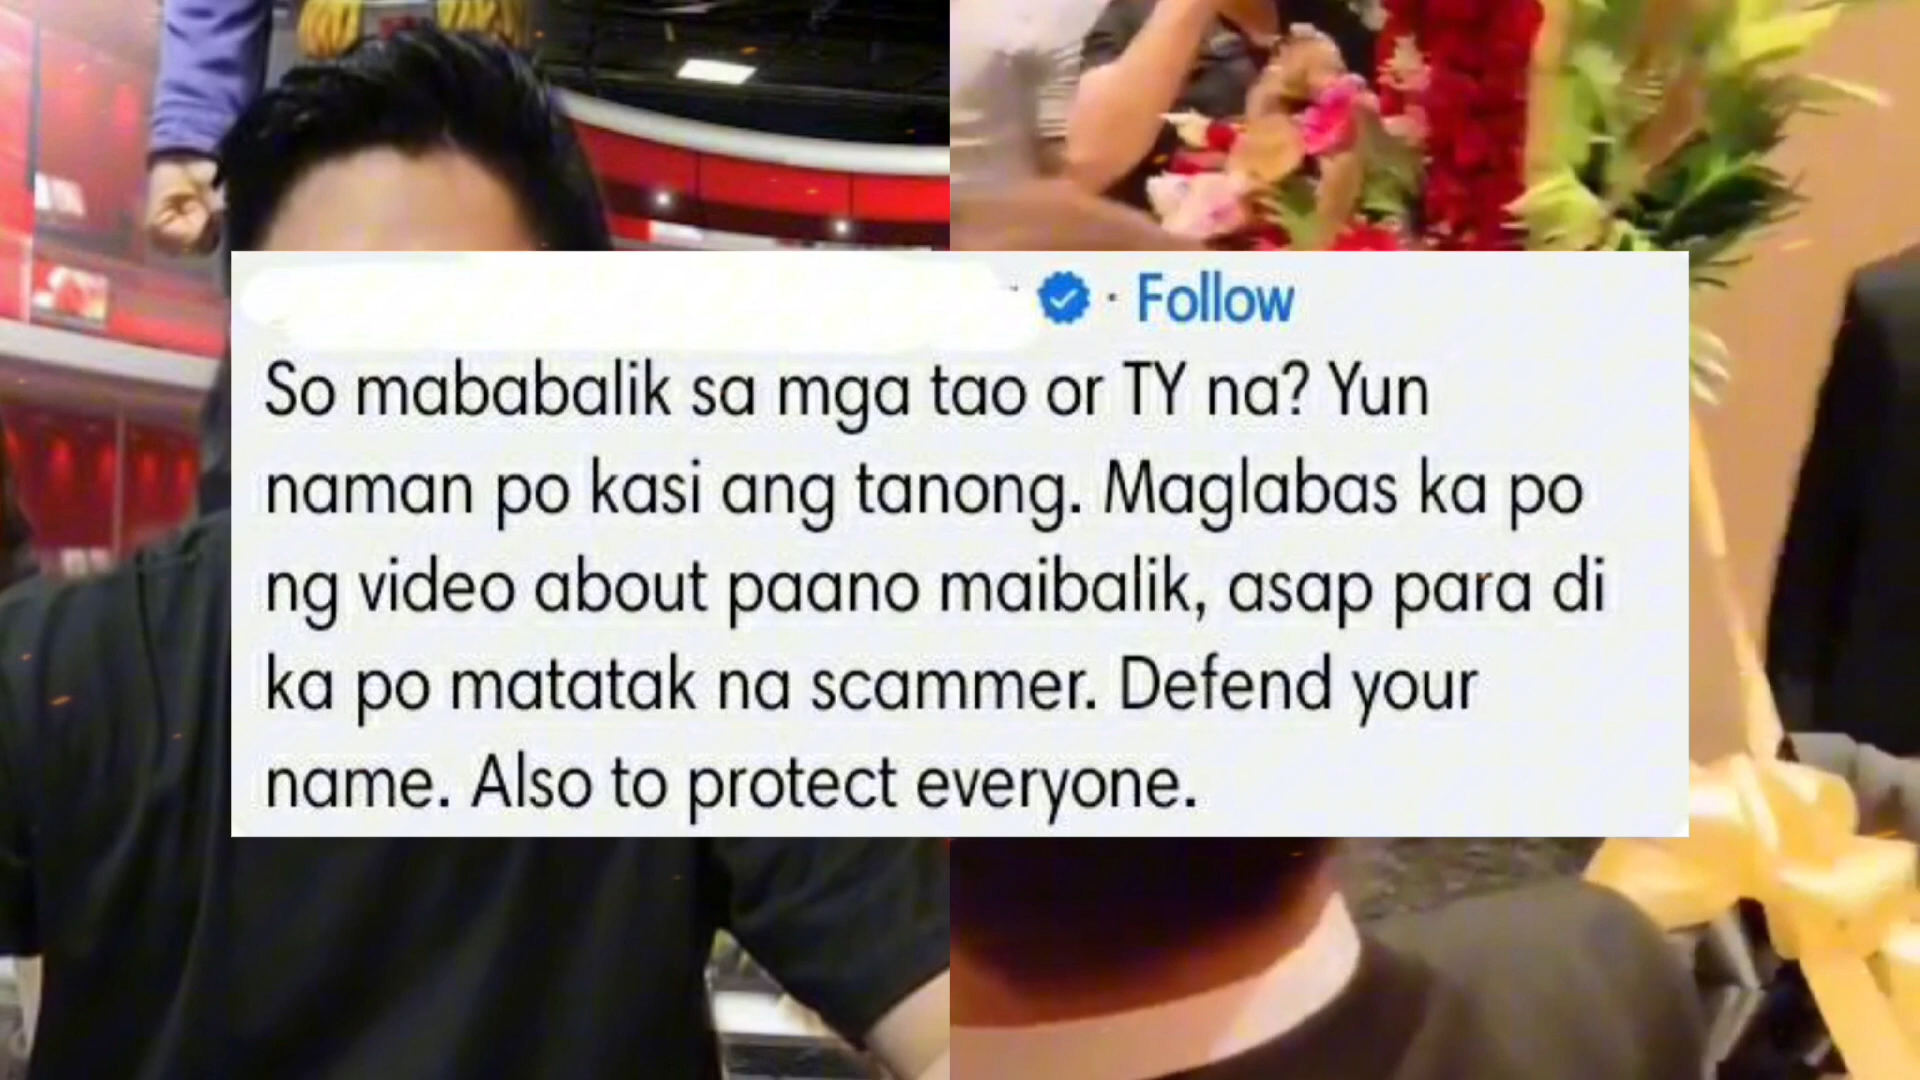 · Follow
So mababalik sa mga tao or TY na? Yun
naman po kasi ang tanong. Maglabas ka po
ng video about paano maibalik, asap para di
ka po matatak na scammer. Defend your
name. Also to protect everyone.